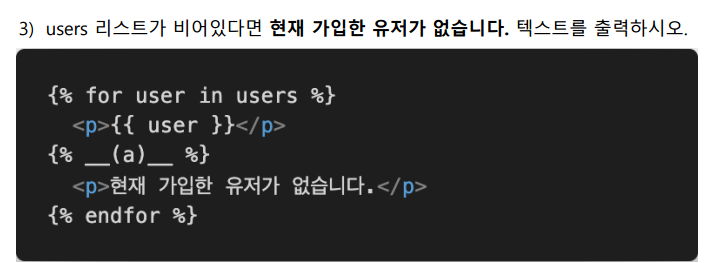 3) users 리스트가 비어있다면 현재 가입한 유저가 없습니다. 텍스트를 출력하시오.
{% for user in users %}
<p>{{ user }}</p>
{% __(a)__ %}
<p>현재 가입한 유저가 없습니다.</p>
{% endfor %}